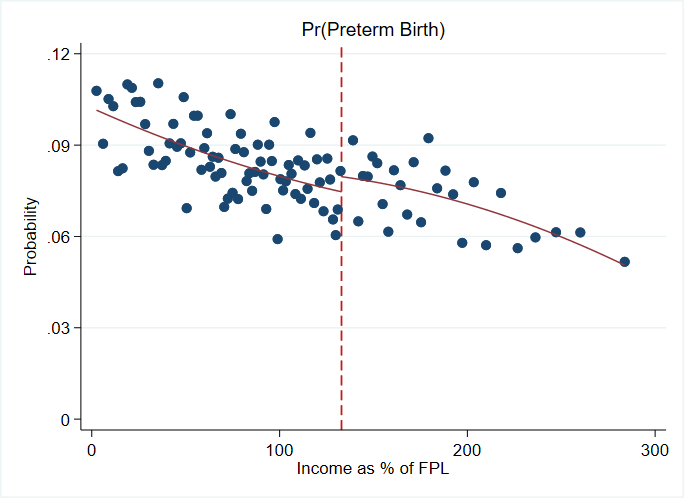 Pr(Preterm Birth)
.12
.09
.06
.03
0
Probability
0 100 200 300
Income as % of FPL